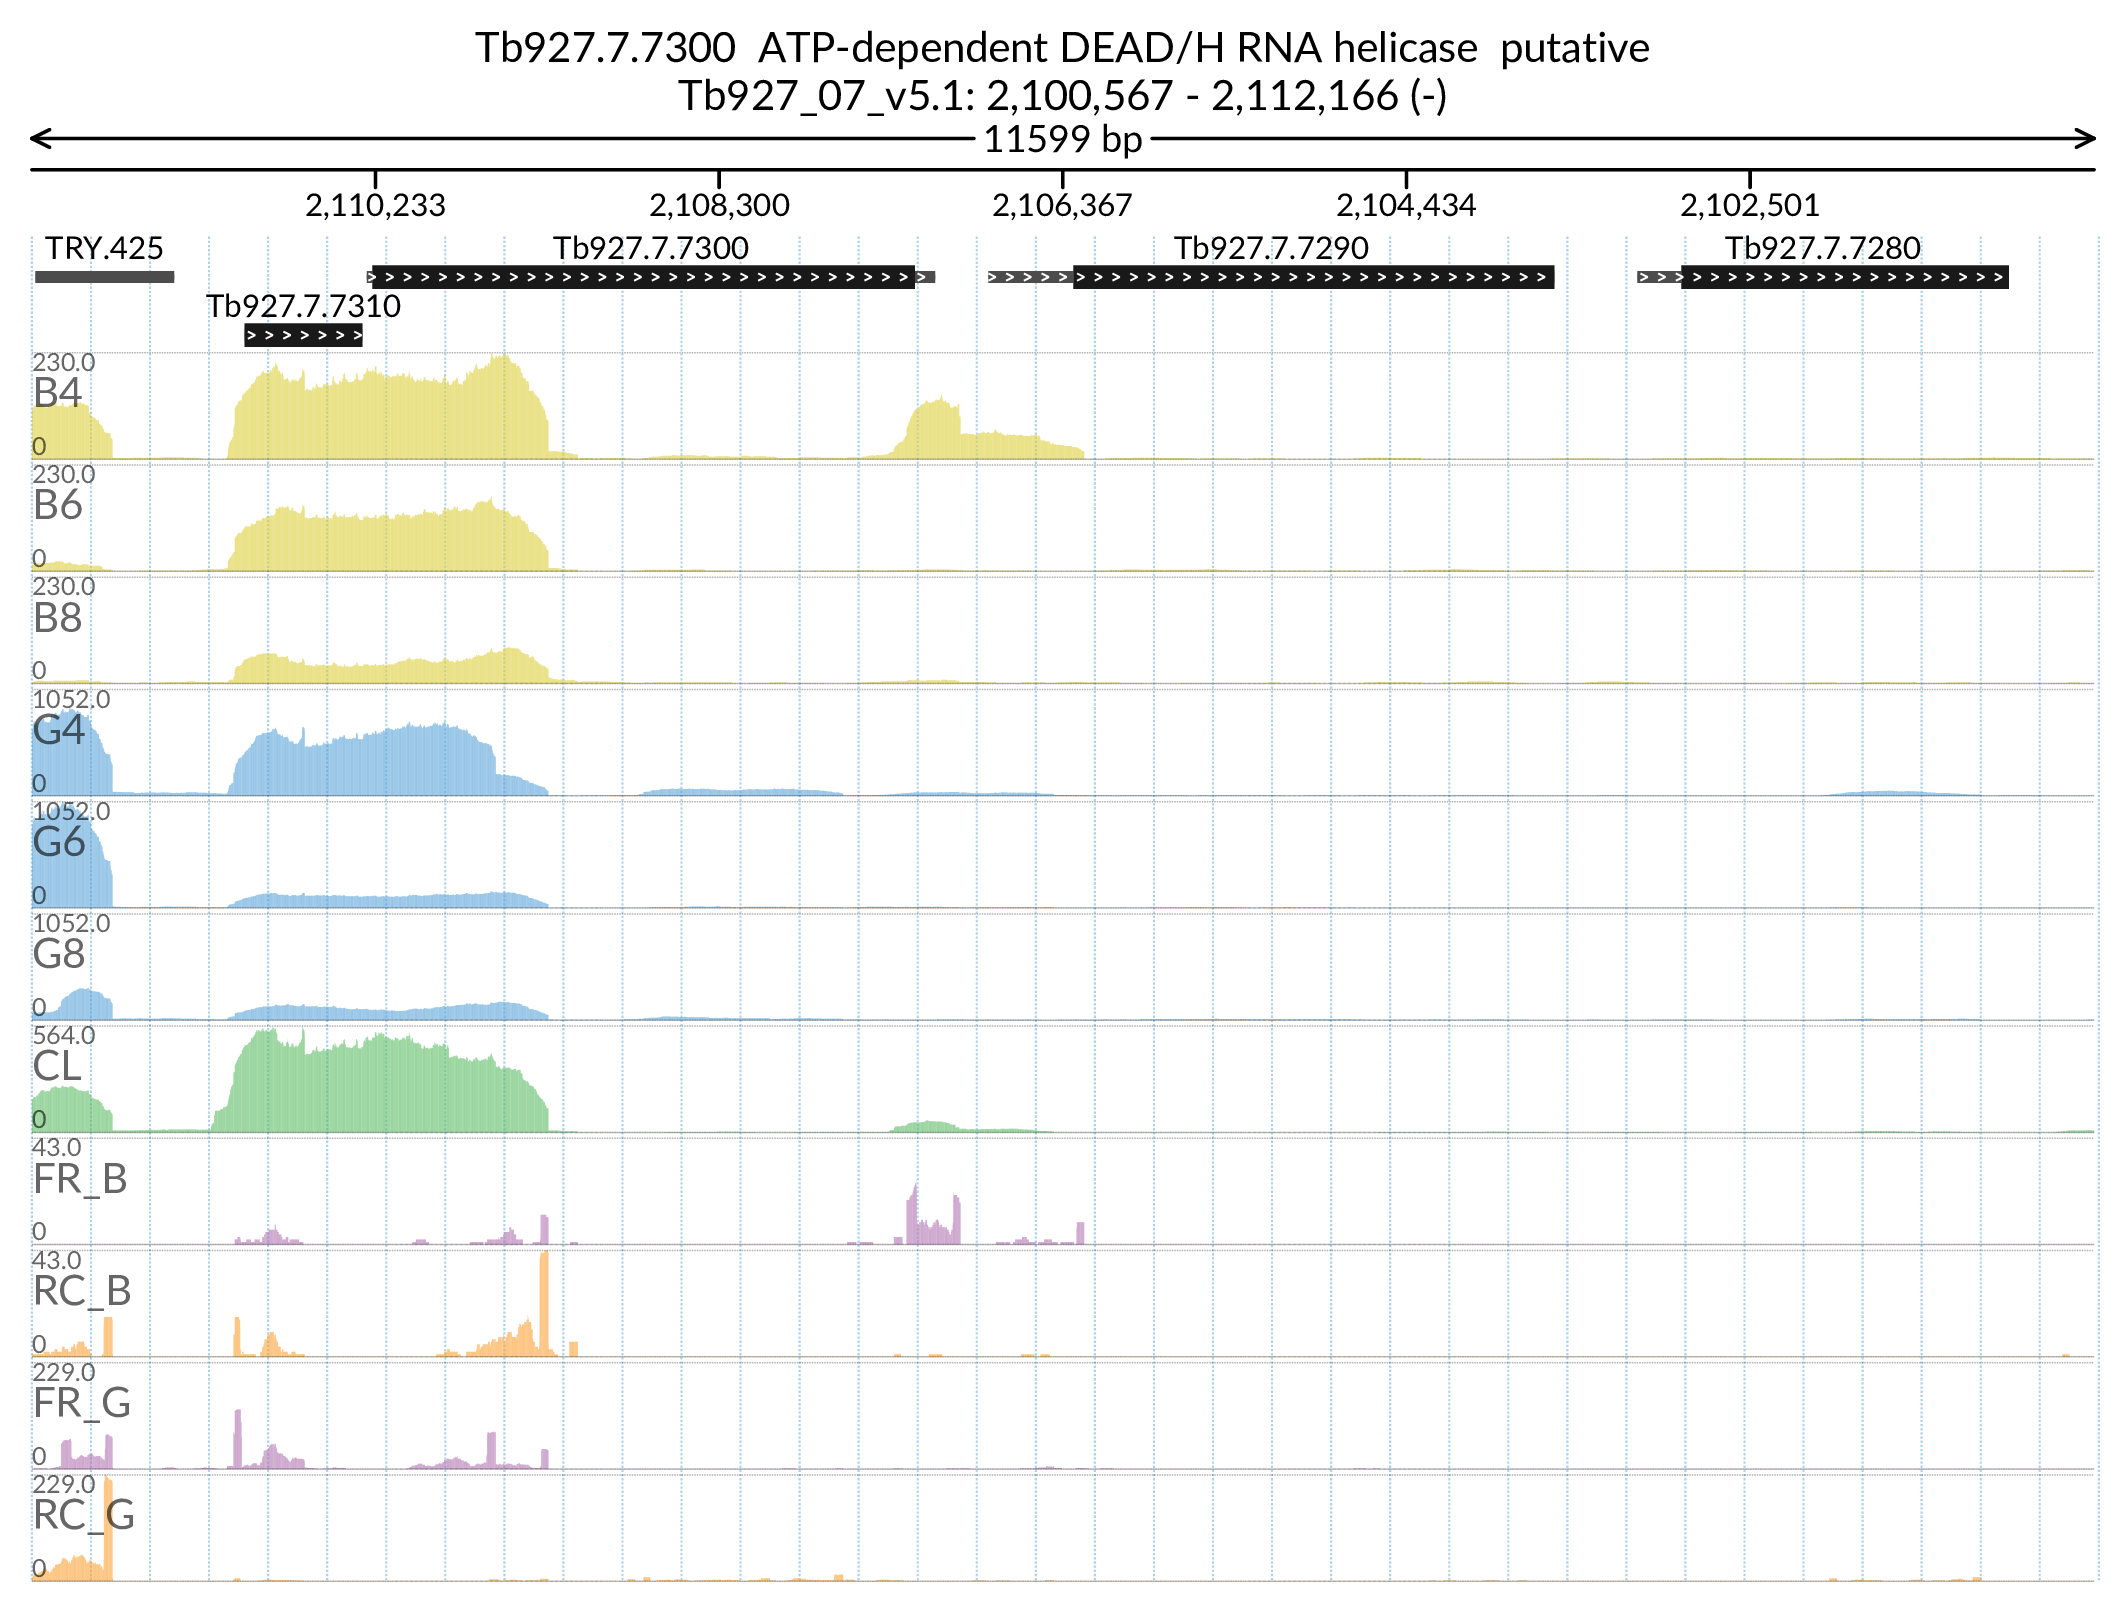 Tb927.7.7300 ATP-dependent DEAD/H RNA helicase putative
Tb927_07_v5.1: 2,100,567 - 2,112,166 (-)
11599 bp
2,110,233 2,108,300 2,106,367 2,104,434 2,102,501
TRY.425 Tb927.7.7300 Tb927.7.7290 Tb927.7.7280
Tb927.7.7310
230.0
B4
0
230.0
B6
0
230.0
B8
0
1052.0
G4
0
1052.0
G6
0
1052.0
G8
0
564.0
CL
0
43.0
FR_B
0
43.0
RC_B
0
229.0
FR_G
0
229.0
RC_G
0